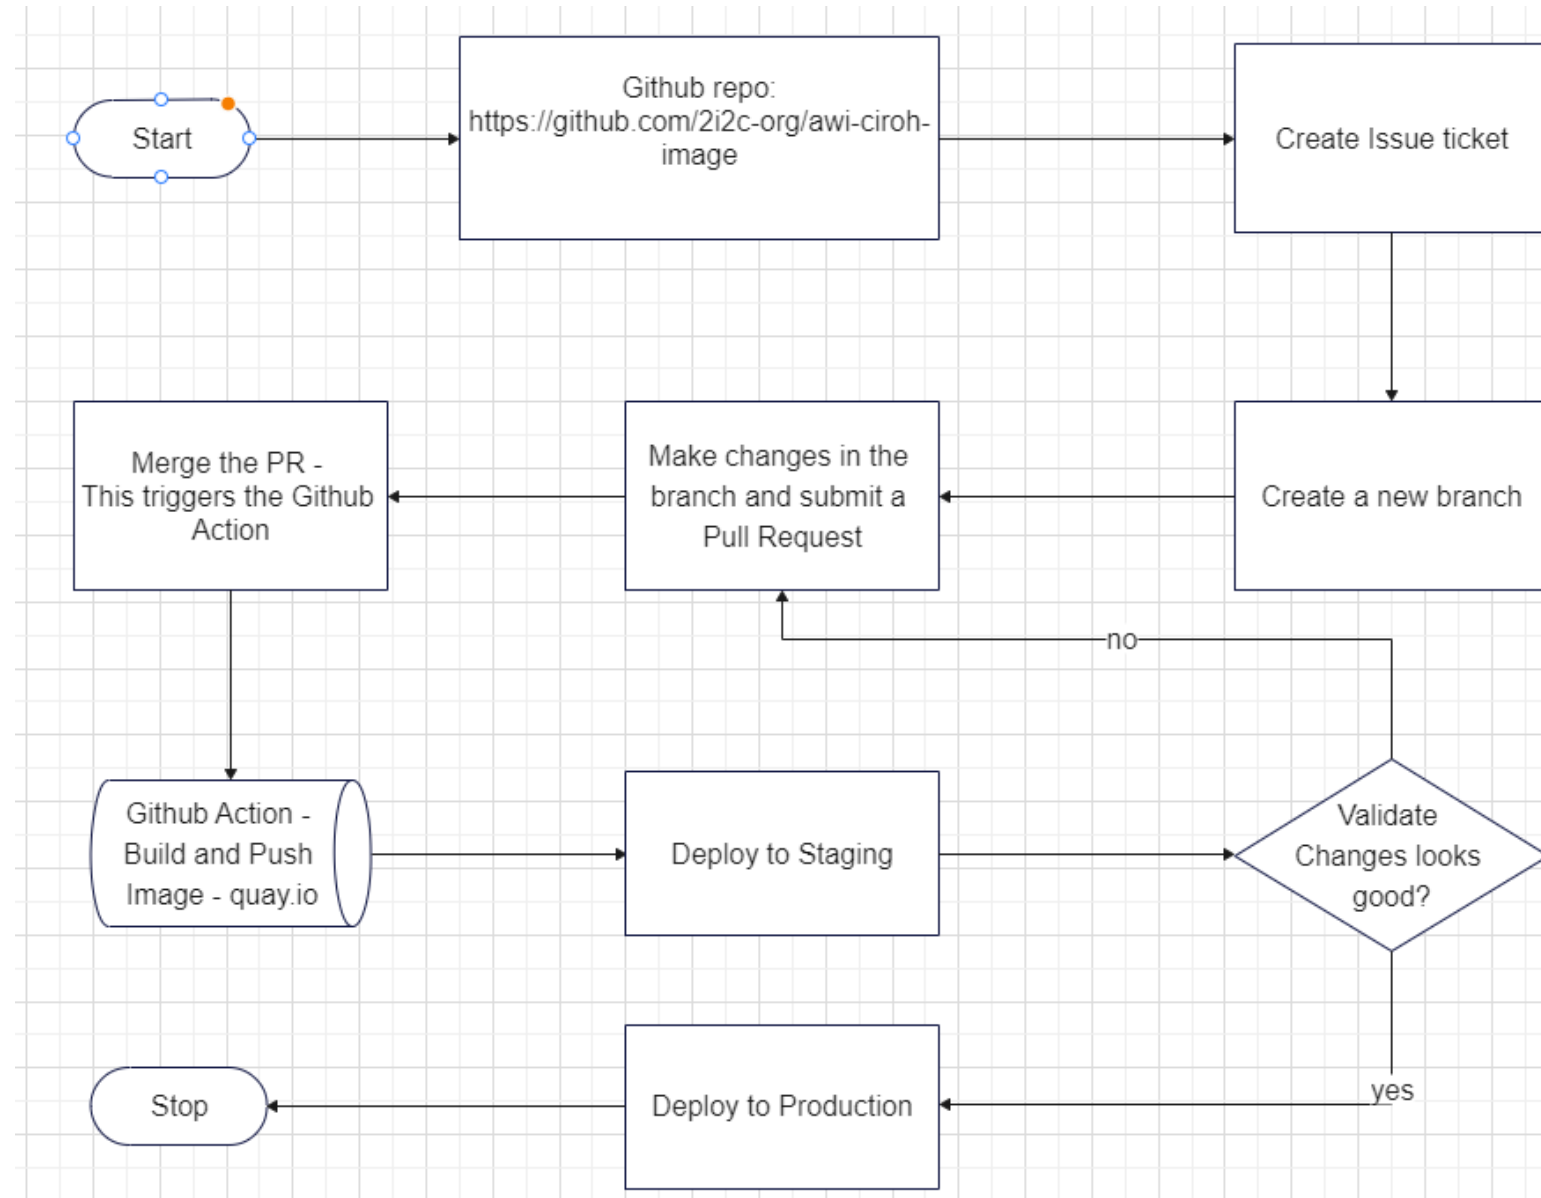 Start
Github repo:
https://github.com/2i2c-org/awi-ciroh-
image
Create Issue ticket
Merge the PR -
This triggers the Github
Action
Make changes in the
branch and submit a
Pull Request
Create a new branch
no
Github Action -
Build and Push
Image - quay.io
Deploy to Staging
Validate
Changes looks
good?
yes
Stop
Deploy to Production